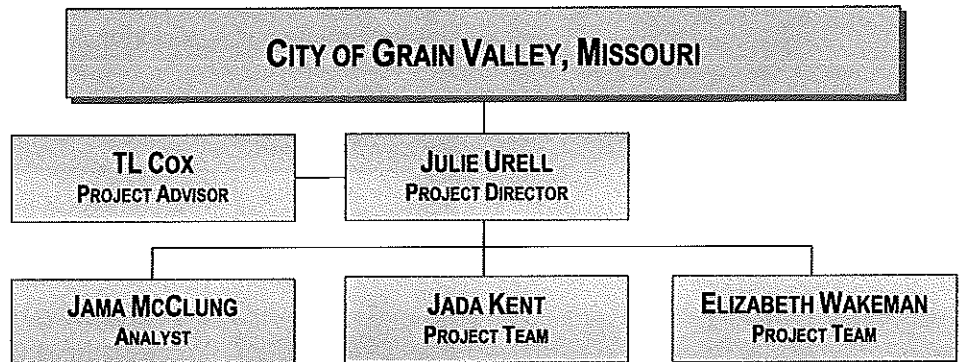 CITY OF GRAIN VALLEY, MISSOURI
TL COX
PROJECT ADVISOR
JULIE URELL
PROJECT DIRECTOR
JAMA MCCLUNG
ANALYST
JADA KENT
PROJECT TEAM
ELIZABETH WAKEMAN
PROJECT TEAM